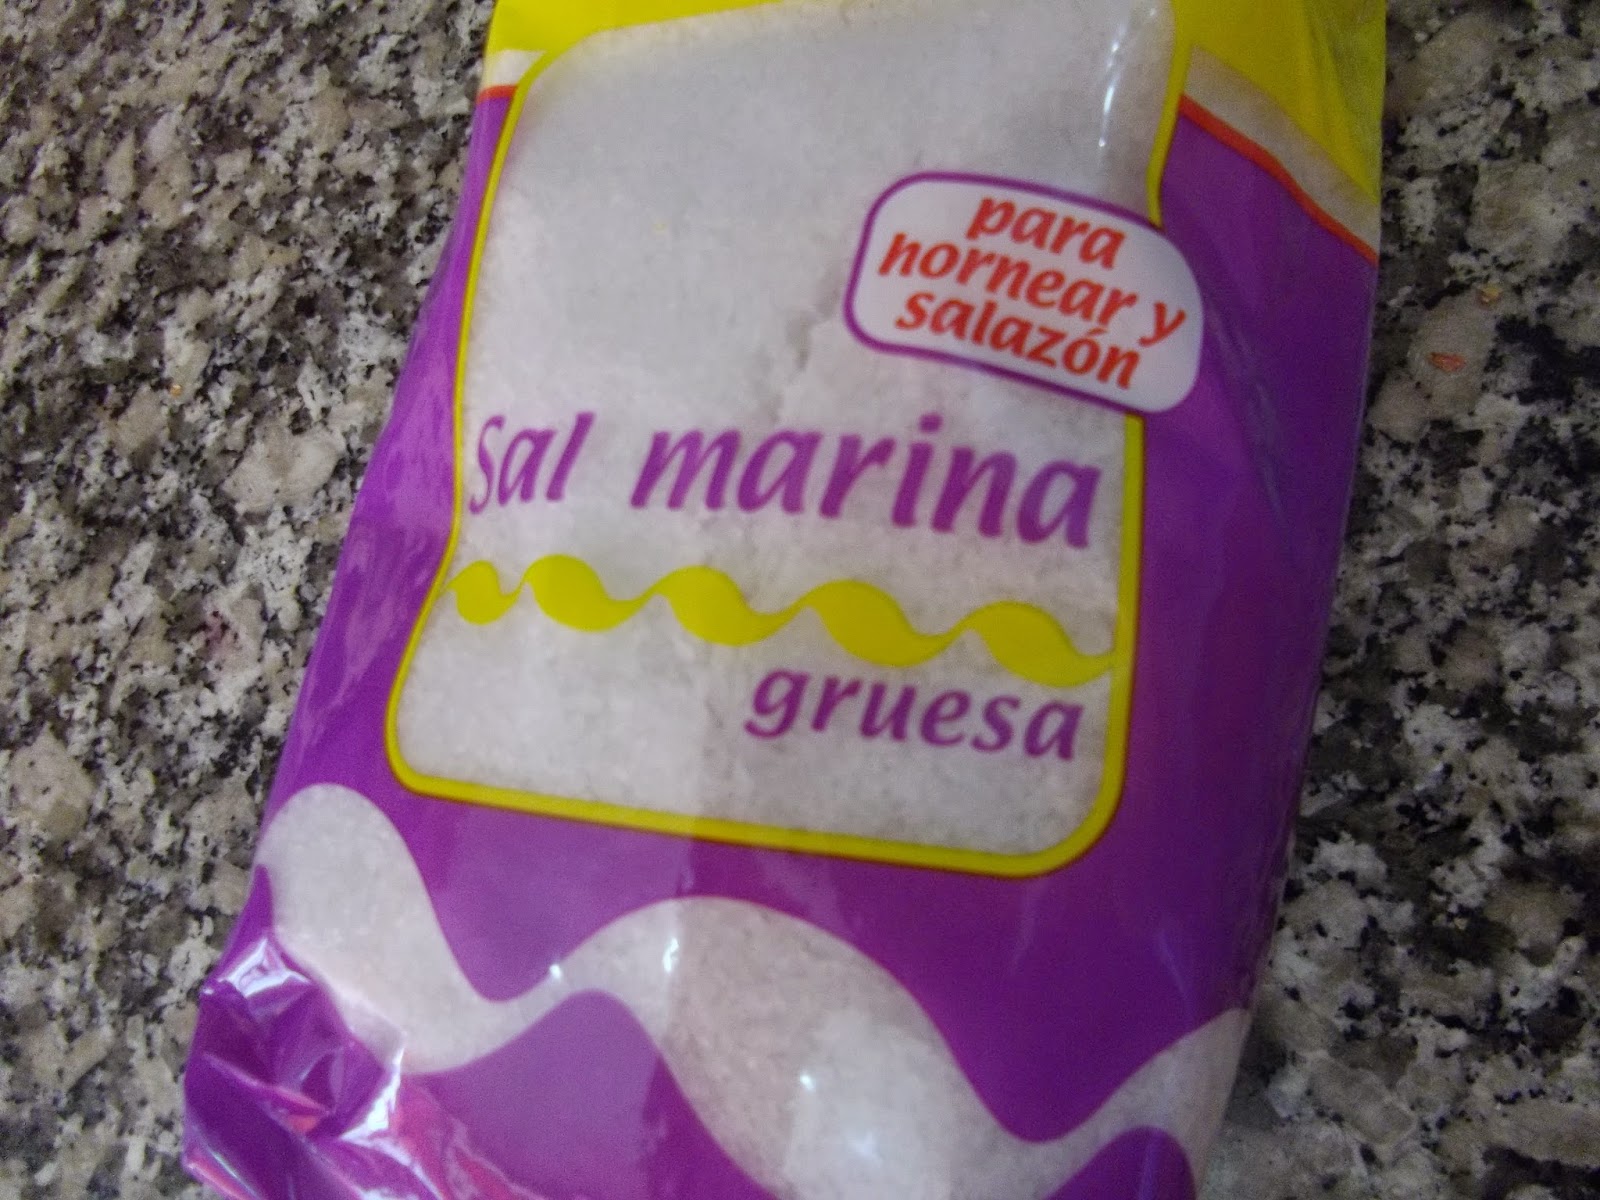 para
hornear y
salazón
Sal marina
gruesa